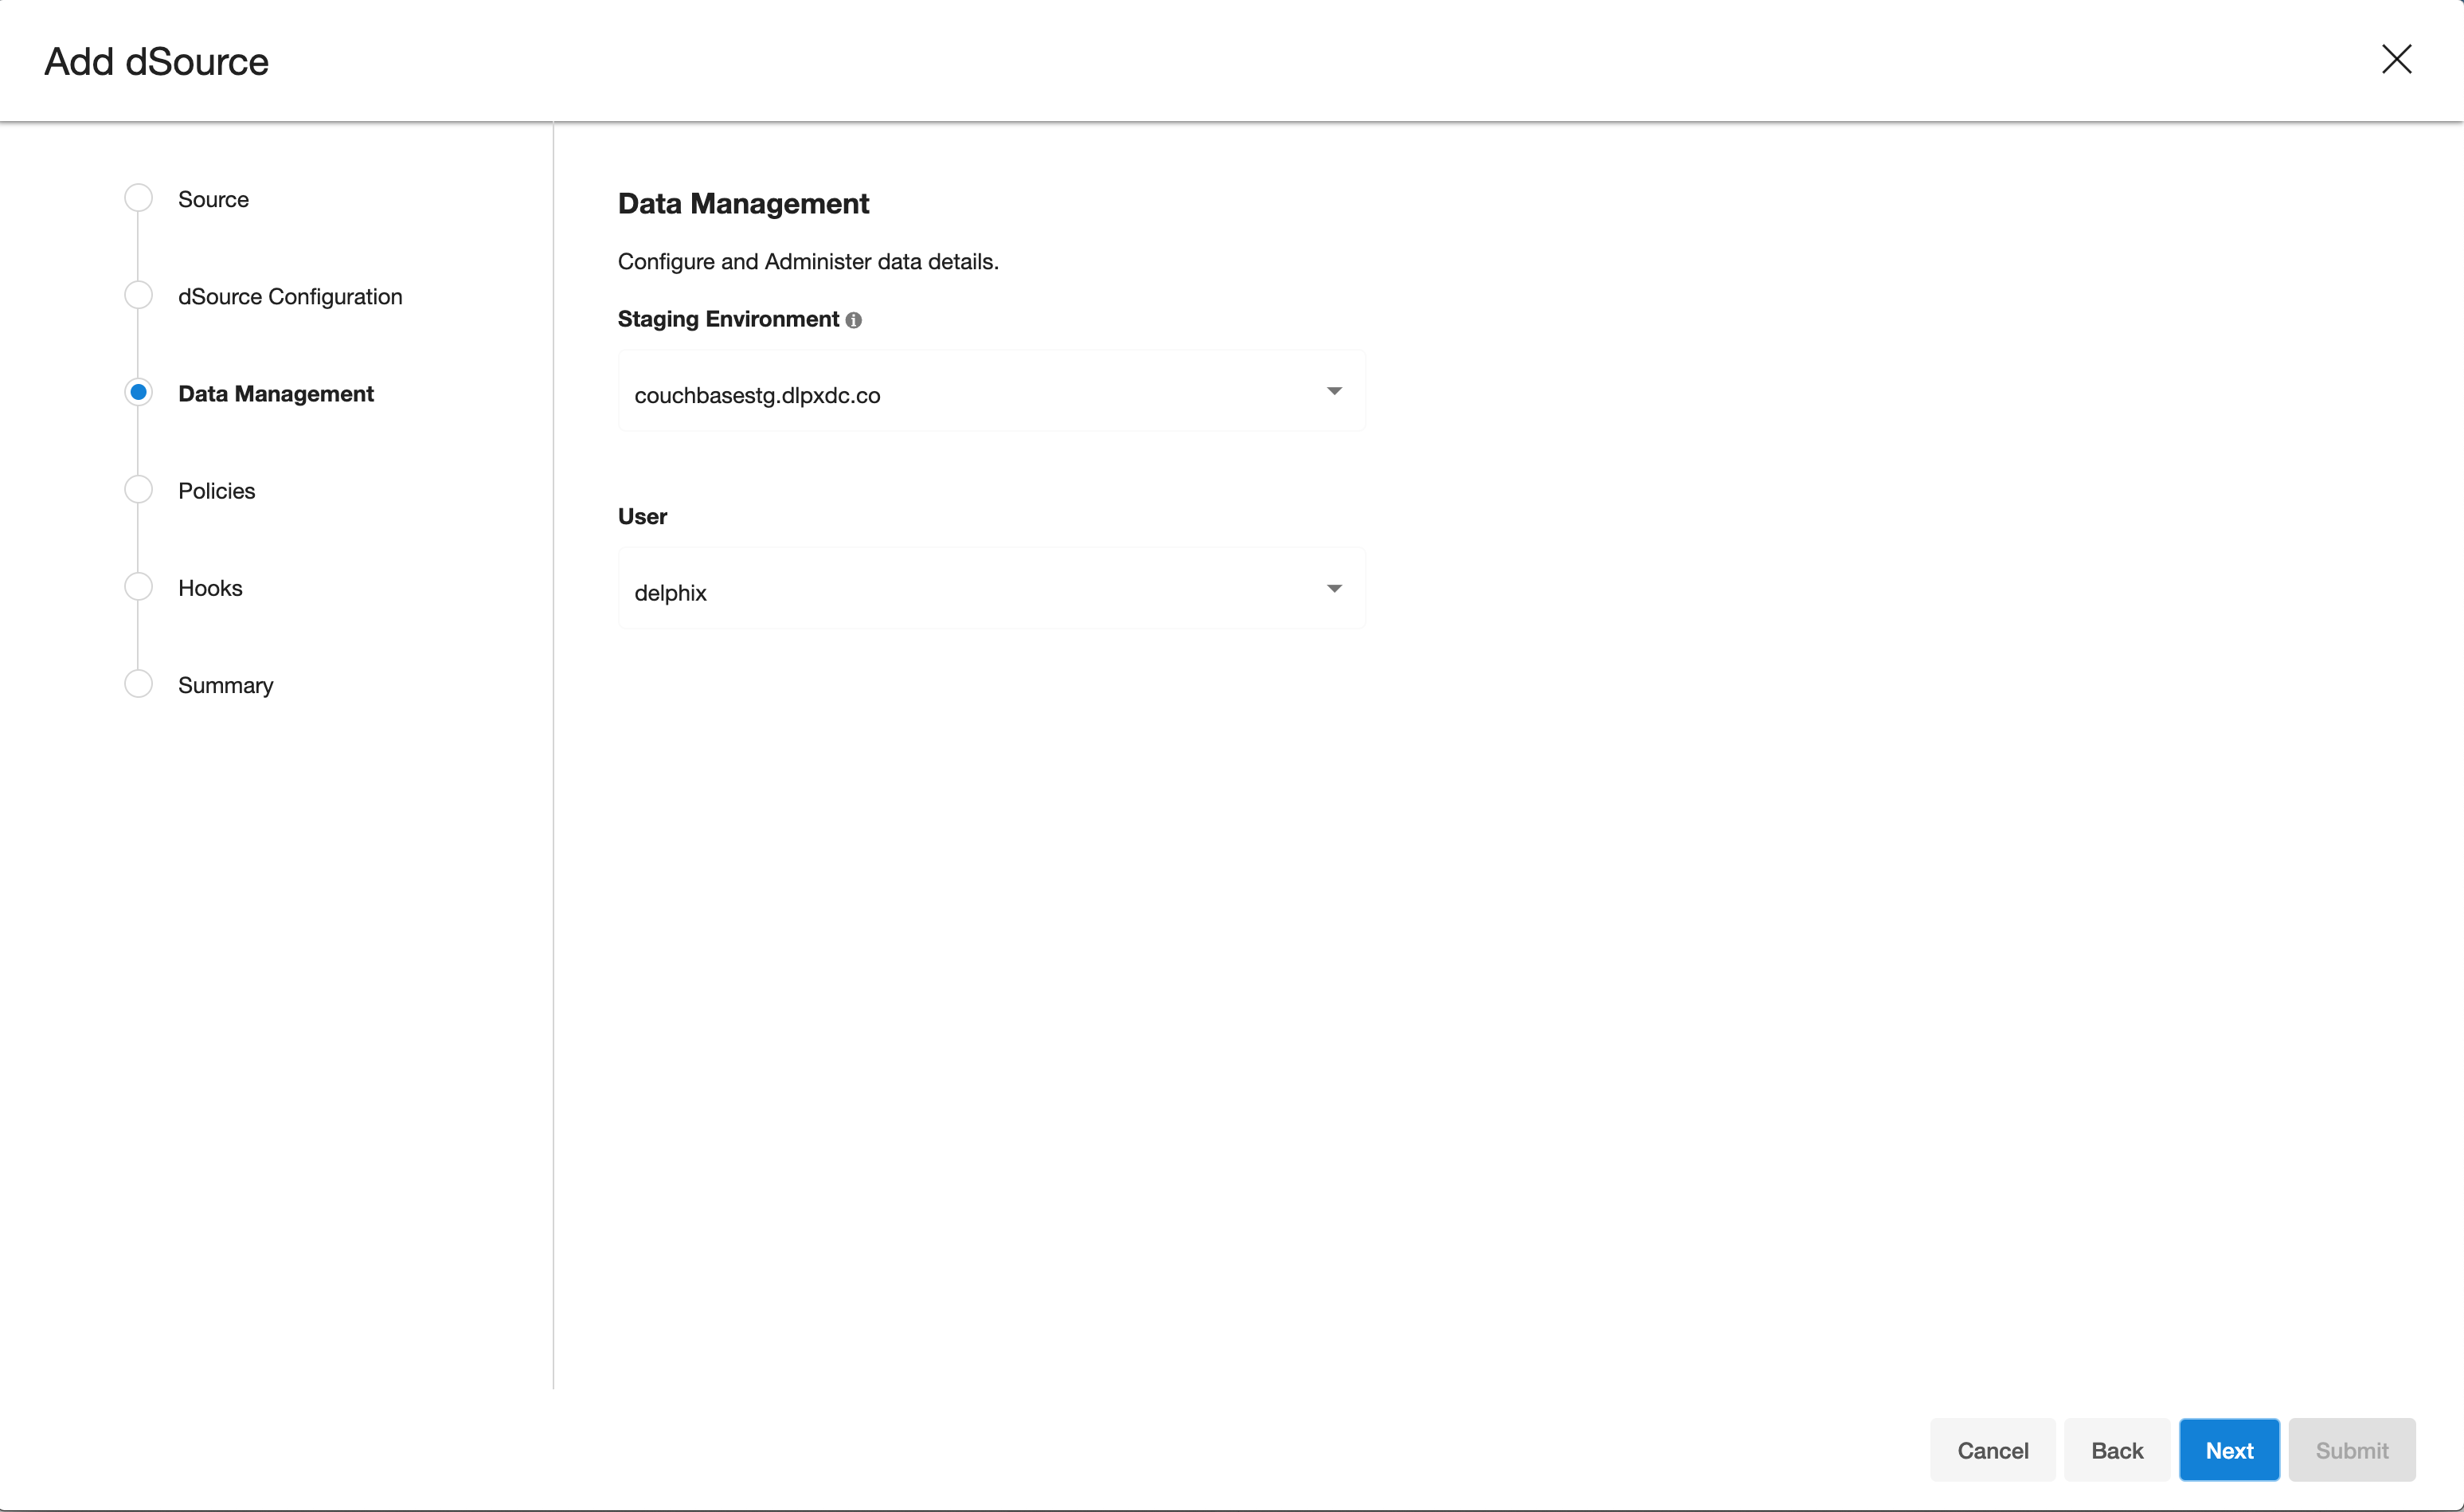 Add dSource
Source
dSource Configuration
Data Management
Policies
Hooks
Summary
Data Management
Configure and Administer data details.
Staging Environment
couchbasestg.dlpxdc.co
User
delphix
Cancel
Back
Next
Submit